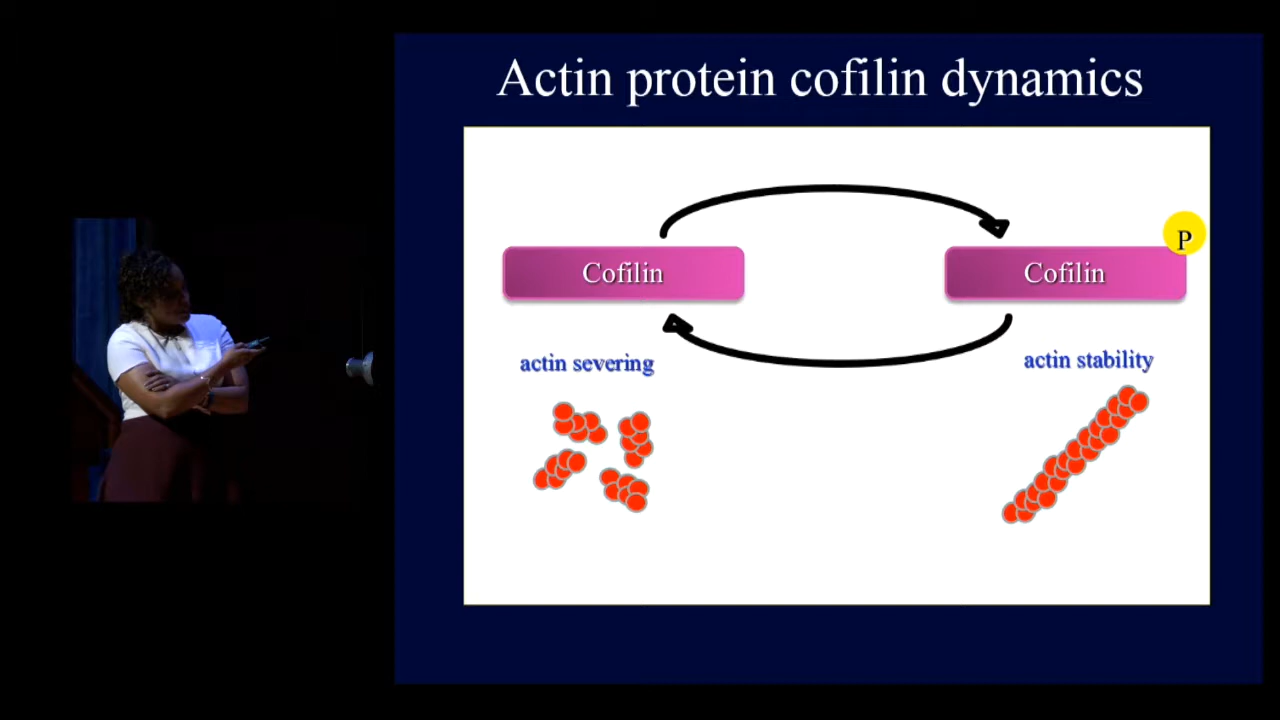 Actin protein cofilin dynamics
P
Cofilin
Cofilin
actin severing
actin stability